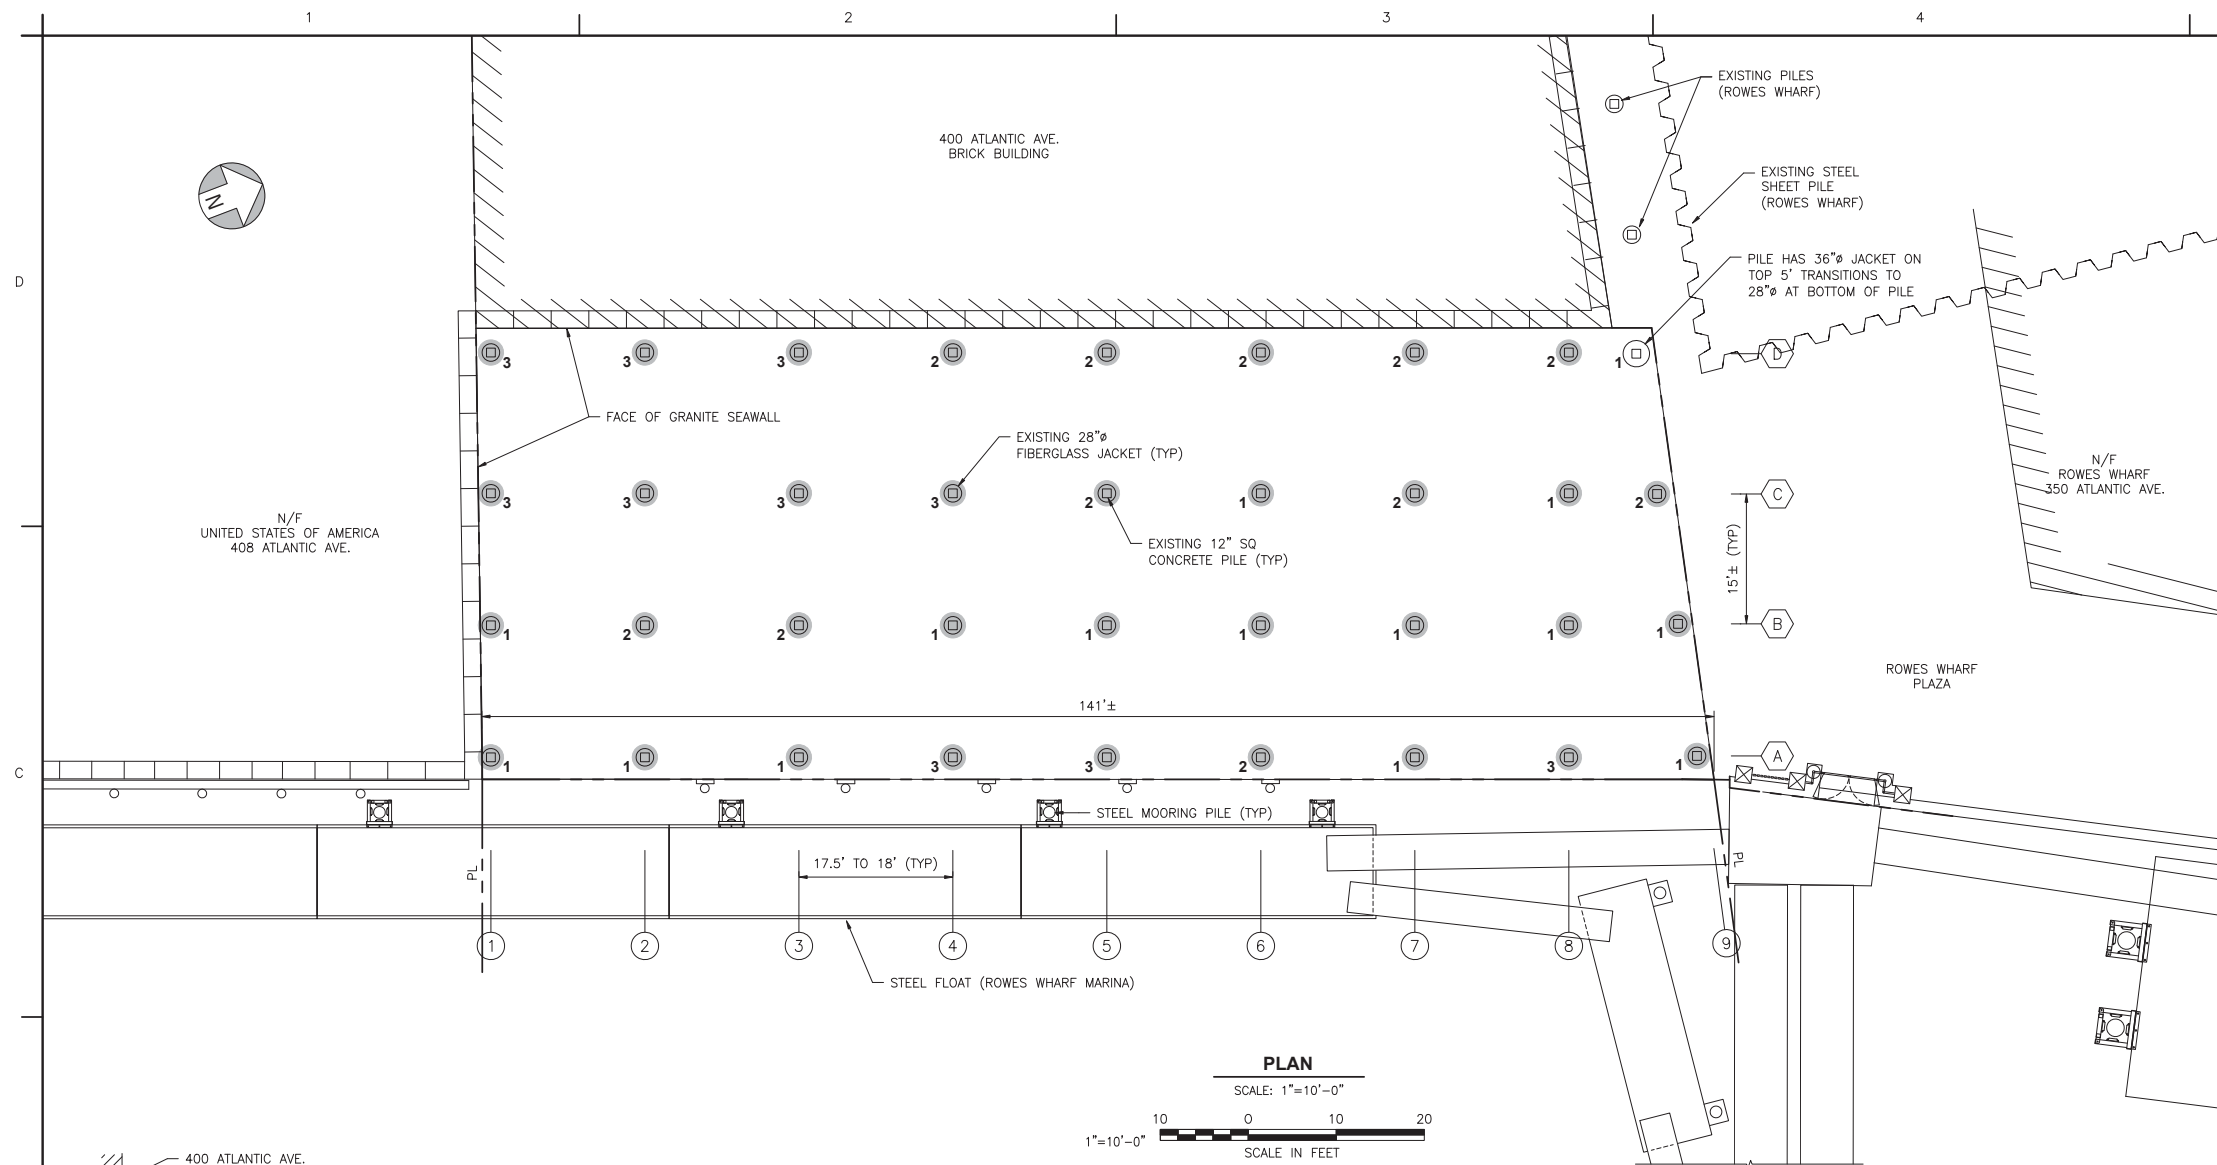 1
2
3
4
EXISTING PILES
(ROWES WHARF)
400 ATLANTIC AVE.
BRICK BUILDING
EXISTING STEEL
SHEET PILE
(ROWES WHARF)
N
PILE HAS 36"ø JACKET ON
TOP 5' TRANSITIONS TO
28"ø AT BOTTOM OF PILE
D
3
3
3
2
2
2
2
2
1
D
FACE OF GRANITE SEAWALL
EXISTING 28"ø
FIBERGLASS JACKET (TYP)
N/F
ROWES WHARF
350 ATLANTIC AVE.
3
3
3
3
2
1
2
1
2
C
N/F
UNITED STATES OF AMERICA
408 ATLANTIC AVE.
EXISTING 12" SQ
CONCRETE PILE (TYP)
15'± (TYP)
1
2
2
1
1
1
1
1
1
B
ROWES WHARF
PLAZA
141'±
C
1
1
1
3
3
2
1
3
1
A
STEEL MOORING PILE (TYP)
17.5' TO 18' (TYP)
PL
PL
1
2
3
4
5
6
7
8
9
STEEL FLOAT (ROWES WHARF MARINA)
PLAN
SCALE: 1"=10'-0"
10 0 10 20
1"=10'-0"
SCALE IN FEET
400 ATLANTIC AVE.